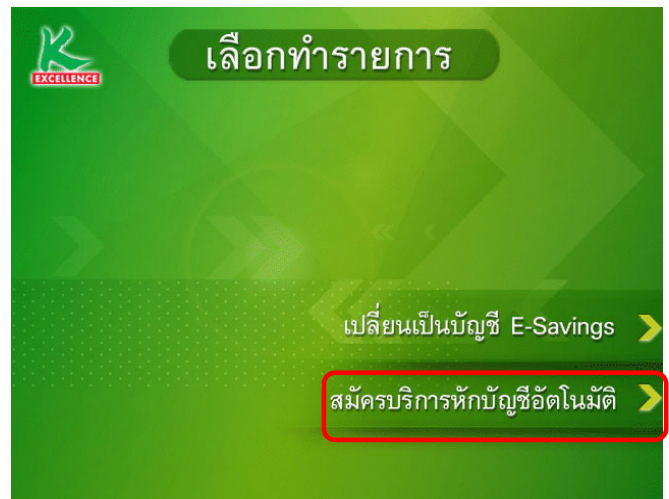 K
EXCELLENCE
เลือกทำรายการ
เปลี่ยนเป็นบัญชี E-Savings
สมัครบริการหักบัญชีอัตโนมัติ